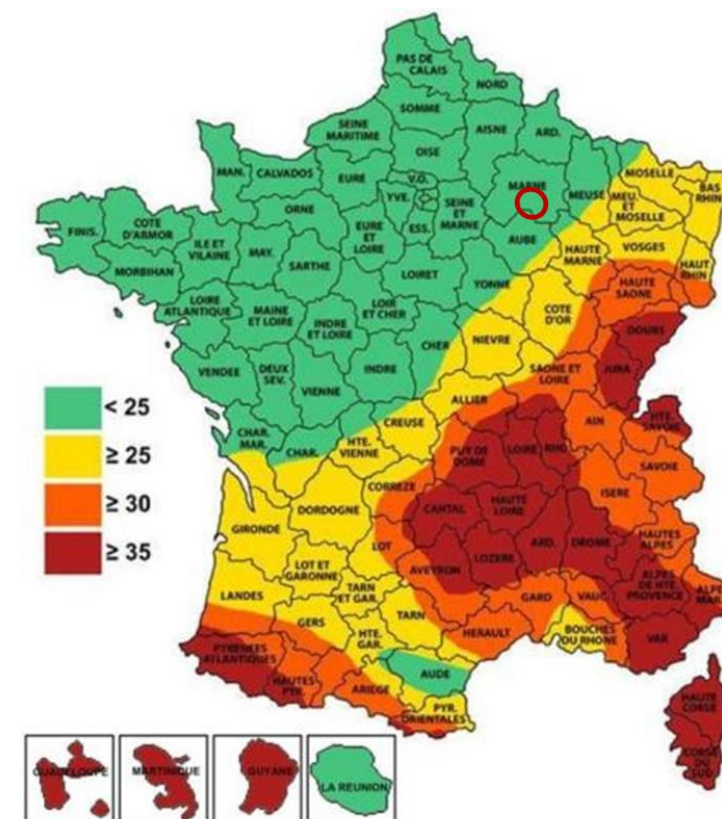 PAS DE
CALAIS
NORD
SOMME
SEINE
MARITIME
AISNE
ARD.
OISE
MAN.
CALVADOS
EURE
V.O.
MARNE
MEUSE
MOSELLE
BAS
RHIN
MEU.
ET
MOSELLE
YVE.
SEINE
ET
MARNE
ORNE
FINIS.
COTE
D'ARMOR
ILE ET
VILAINE
MAY.
EURE
ET
LOIRE
ESS.
AUBE
HAUTE
MARNE
VOSGES
HAUT
RHIN
MORBIHAN
SARTHE
LOIRET
YONNE
HAUTE
SAONE
LOIRE
ATLANTIQUE
MAINE
ET LOIRE
INDRE
ET LOIRE
LOIR
ET CHER
COTE
D'OR
DOUBS
CHER
NIEVRE
VENDEE
DEUX
SEV.
VIENNE
INDRE
SAONE ET
LOIRE
JURA
ALLIER
< 25
CHAR.
MAR.
CHAR.
HTE.
VIENNE
CREUSE
AIN
HTE.
SAVOIE
≥ 25
PUY DE
DOME
LOIRE
RHO
SAVOIE
CORREZE
ISERE
≥ 30
GIRONDE
DORDOGNE
CANTAL
HAUTE
LOIRE
≥ 35
LOT
ARD.
DROME
HAUTES
ALPES
LOT ET
GARONNE
AVEYRON
LOZERE
LANDES
TARN
ET GAR.
ALPES
DE HTE.
PROVENCE
ALPE
MAR
GERS
TARN
GARD
VAUC
HTE.
GAR.
HERAULT
BOUCHES
DU RHONE
VAR
PYRENEES
ATLANTIQUES
HAUTES
PYR.
ARIEGE
AUDE
PYR.
ORIENTALES
HAUTE
CORSE
CORSE
DU
SUD
GUADELOUPE
MARTINIQUE
GUYANE
LA REUNION